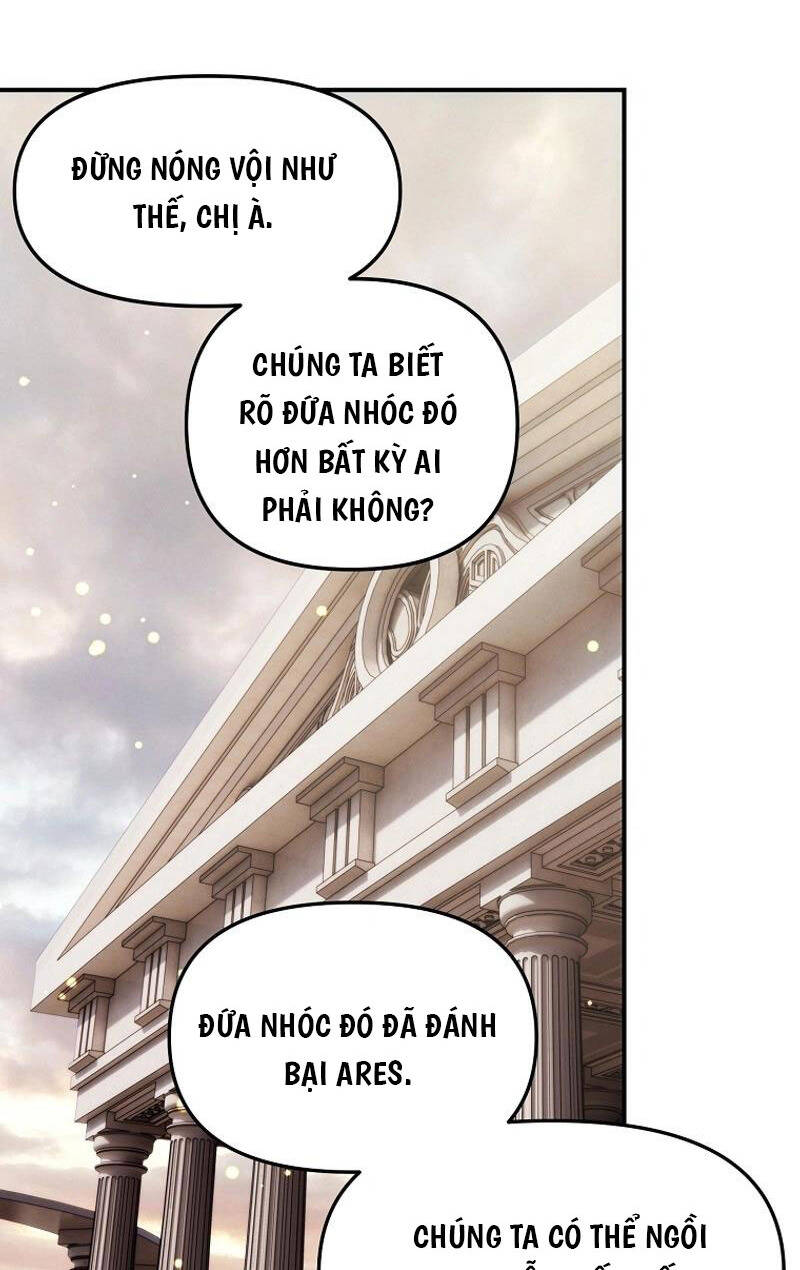 ĐỪNG NÓNG VỘI NHƯ
THẾ, CHỊ À.
CHÚNG TA BIẾT
RÕ ĐỨA NHÓC ĐÓ
HƠN BẤT KỲ AI
PHẢI KHÔNG?
ĐỨA NHÓC ĐÓ ĐÃ ĐÁNH
BẠI ARES.
CHÚNG TA CÓ THỂ NGỒI